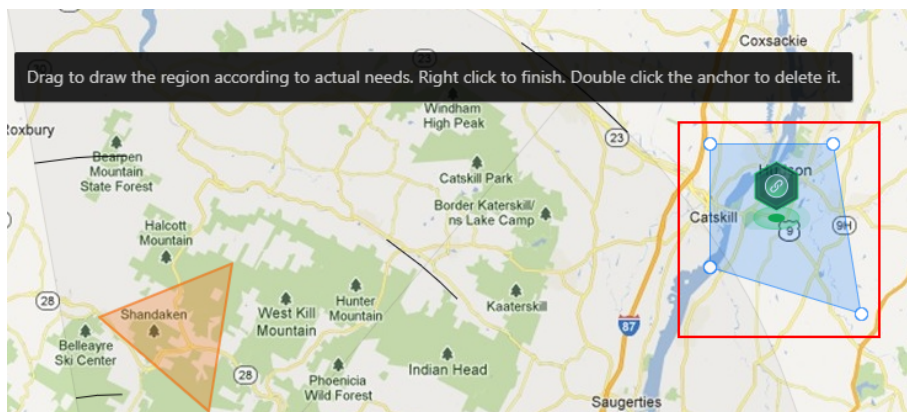 Coxsackie
23
Drag to draw the region according to actual needs. Right click to finish. Double click the anchor to delete it.
Windham
High Peak
Roxbury
23
Bearpen
Mountain
State Forest
Catskill Park
Border Katerskill/
ns Lake Camp
Halcott
Mountain
Catskill
9
9H
28
Shandaken
West Kill
Mountain
Hunter
Mountain
Kaaterskill
87
Belleayre
Ski Center
28
Indian Head
Phoenicia
Wild Forest
Saugerties